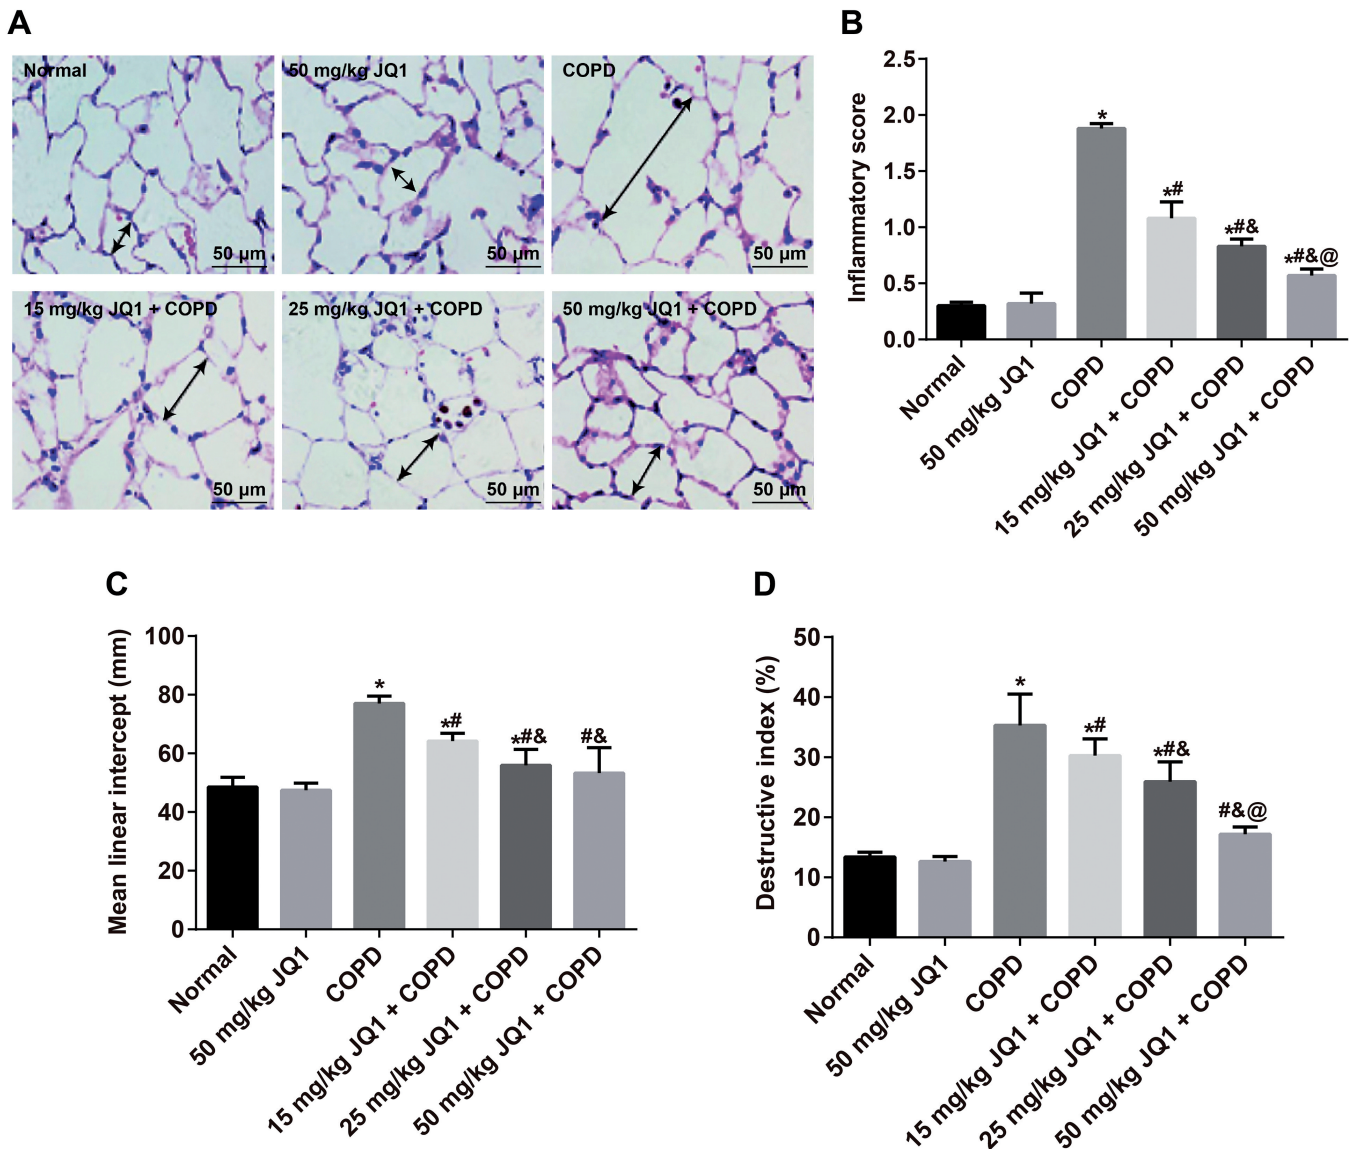 A
Normal
50 µm
50 mg/kg JQ1
50 µm
COPD
50 µm
15 mg/kg JQ1 + COPD
50 µm
25 mg/kg JQ1 + COPD
50 µm
50 mg/kg JQ1 + COPD
50 µm
B
Inflammatory score
2.5
2.0
1.5
1.0
0.5
0.0
*
*#
*#&
*#&@
Normal
50 mg/kg JQ1
COPD
15 mg/kg JQ1 + COPD
25 mg/kg JQ1 + COPD
50 mg/kg JQ1 + COPD
C
Mean linear intercept (mm)
100
80
60
40
20
0
*
*#
*#&
#&
Normal
50 mg/kg JQ1
COPD
15 mg/kg JQ1 + COPD
25 mg/kg JQ1 + COPD
50 mg/kg JQ1 + COPD
D
Destructive index (%)
50
40
30
20
10
0
*
*#
*#&
#&@
Normal
50 mg/kg JQ1
COPD
15 mg/kg JQ1 + COPD
25 mg/kg JQ1 + COPD
50 mg/kg JQ1 + COPD